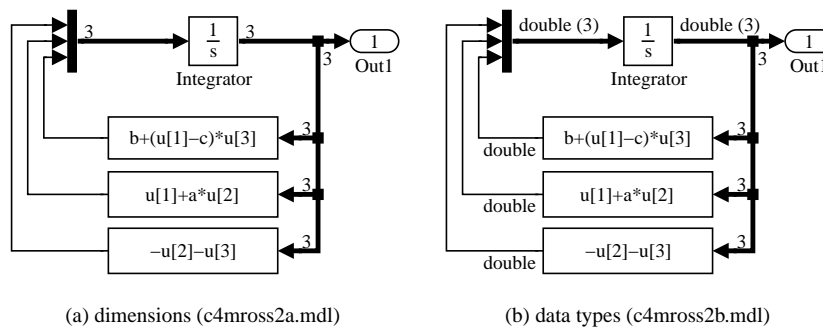 3
1
s
3
1
3
Integrator
Out1
3
b+(u[1]−c)*u[3]
3
u[1]+a*u[2]
3
−u[2]−u[3]
(a) dimensions (c4mross2a.mdl)
double (3)
1
s
double (3)
1
3
Integrator
Out1
3
b+(u[1]−c)*u[3]
double
3
u[1]+a*u[2]
double
3
−u[2]−u[3]
double
(b) data types (c4mross2b.mdl)